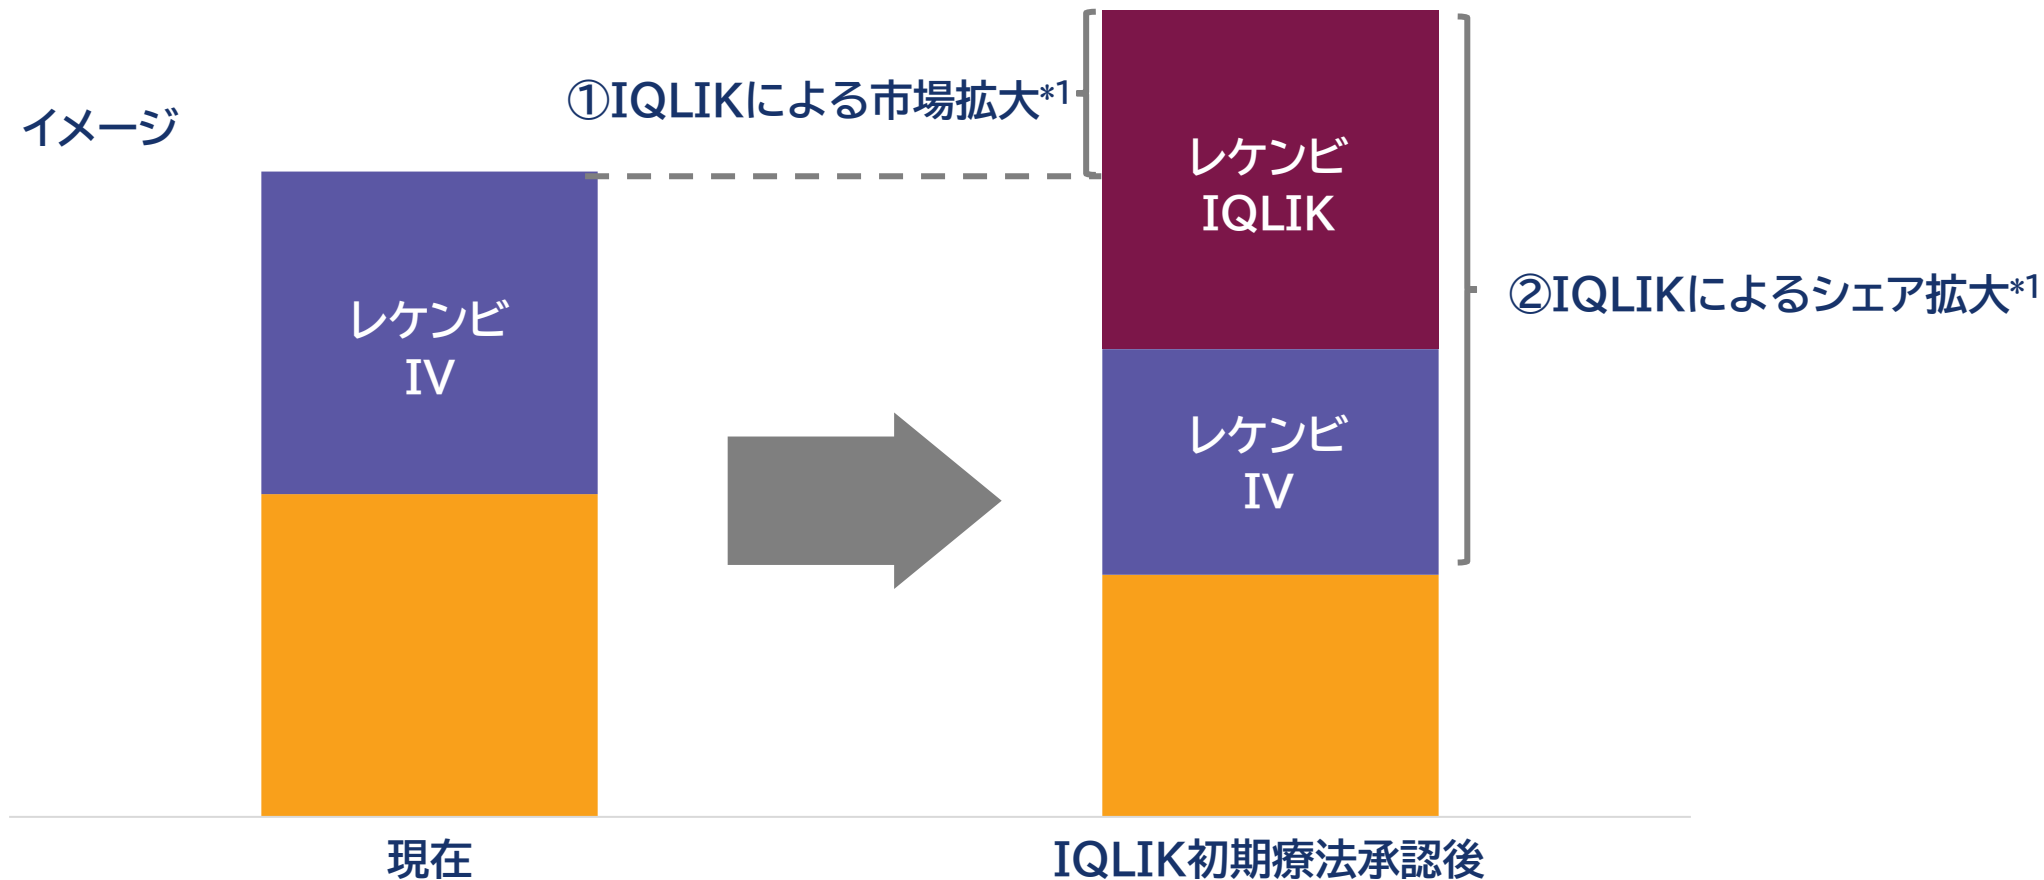 イメージ
①IQLIKによる市場拡大*1
レケンビ
IV
レケンビ
IQLIK
レケンビ
IV
②IQLIKによるシェア拡大*1
現在
IQLIK初期療法承認後